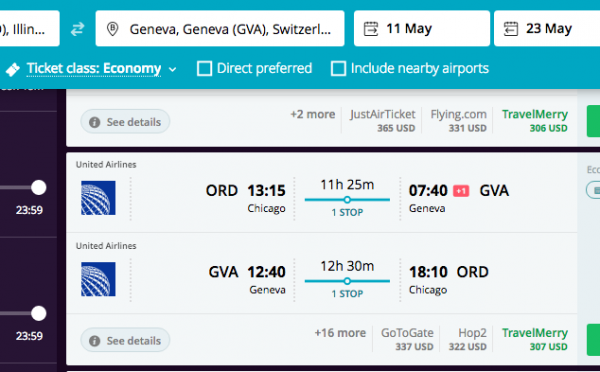 ), Illin... Geneva, Geneva (GVA), Switzerl... 11 May 23 May
Ticket class: Economy Direct preferred Include nearby airports
See details +2 more JustAirTicket 365 USD Flying.com 331 USD TravelMerry 306 USD
United Airlines
ORD 13:15 Chicago 11h 25m 1 STOP 07:40 +1 GVA Geneva
23:59
United Airlines
GVA 12:40 Geneva 12h 30m 1 STOP 18:10 ORD Chicago
23:59
See details +16 more GoToGate 337 USD Hop2 322 USD TravelMerry 307 USD